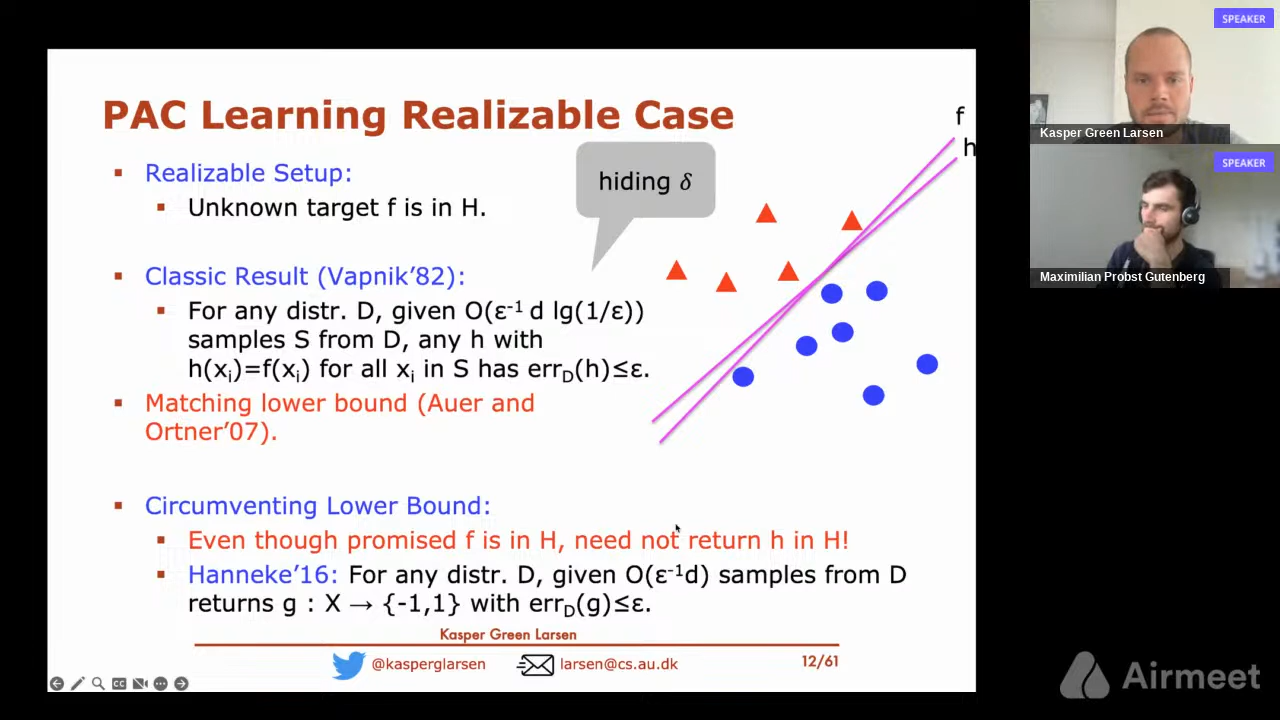 PAC Learning Realizable Case
▪ Realizable Setup:
▪ Unknown target f is in H.
hiding δ
f
h
▪ Classic Result (Vapnik’82):
▪ For any distr. D, given O(ε⁻¹ d lg(1/ε))
samples S from D, any h with
h(xᵢ)=f(xᵢ) for all xᵢ in S has err_D(h)≤ε.
▪ Matching lower bound (Auer and
Ortner’07).
▪ Circumventing Lower Bound:
▪ Even though promised f is in H, need not return h in H!
▪ Hanneke’16: For any distr. D, given O(ε⁻¹d) samples from D
returns g : X → {-1,1} with err_D(g)≤ε.
Kasper Green Larsen
@kasperglarsen larsen@cs.au.dk 12/61
CC
SPEAKER
Kasper Green Larsen
SPEAKER
Maximilian Probst Gutenberg
Airmeet